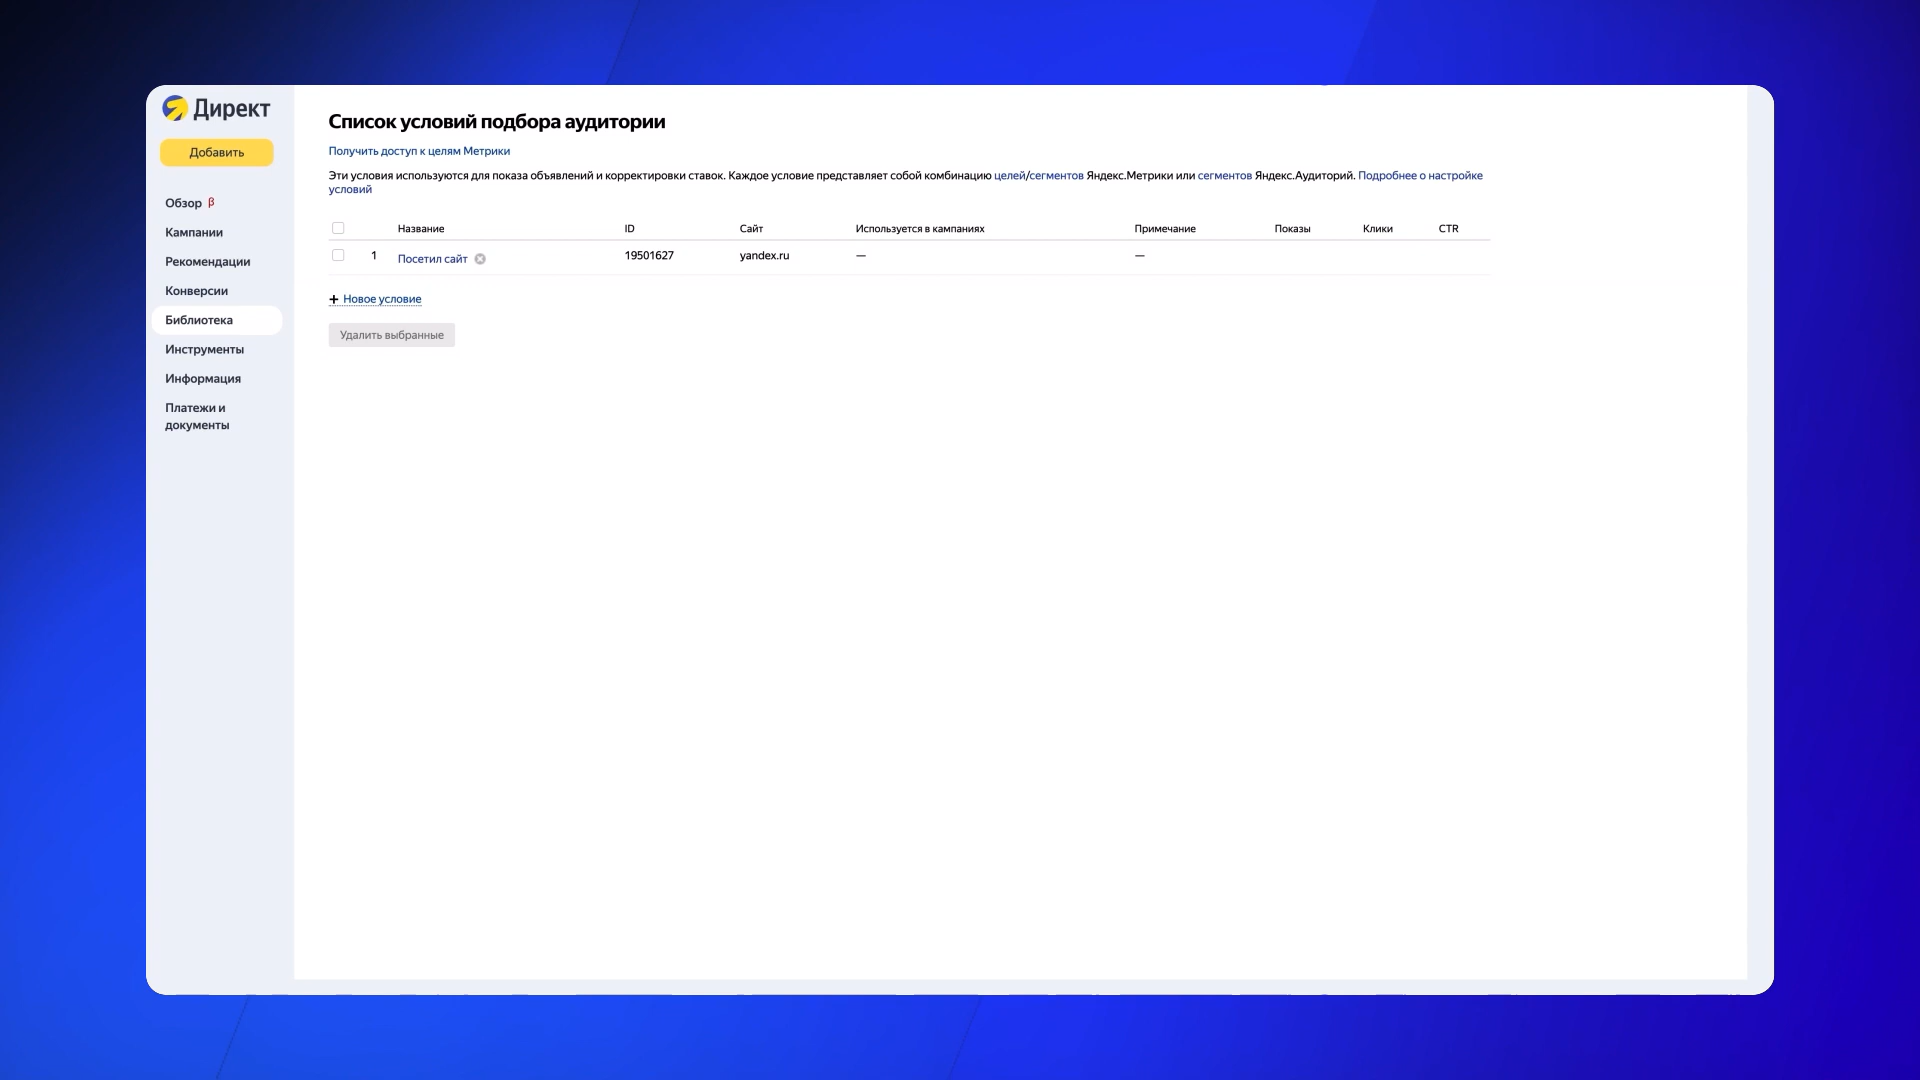 Директ
Добавить
Обзор β
Кампании
Рекомендации
Конверсии
Библиотека
Инструменты
Информация
Платежи и
документы
Список условий подбора аудитории
Получить доступ к целям Метрики
Эти условия используются для показа объявлений и корректировки ставок. Каждое условие представляет собой комбинацию целей/сегментов Яндекс.Метрики или сегментов Яндекс.Аудиторий. Подробнее о настройке
условий
Название ID Сайт Используется в кампаниях Примечание Показы Клики CTR
1 Посетил сайт 19501627 yandex.ru — —
+ Новое условие
Удалить выбранные